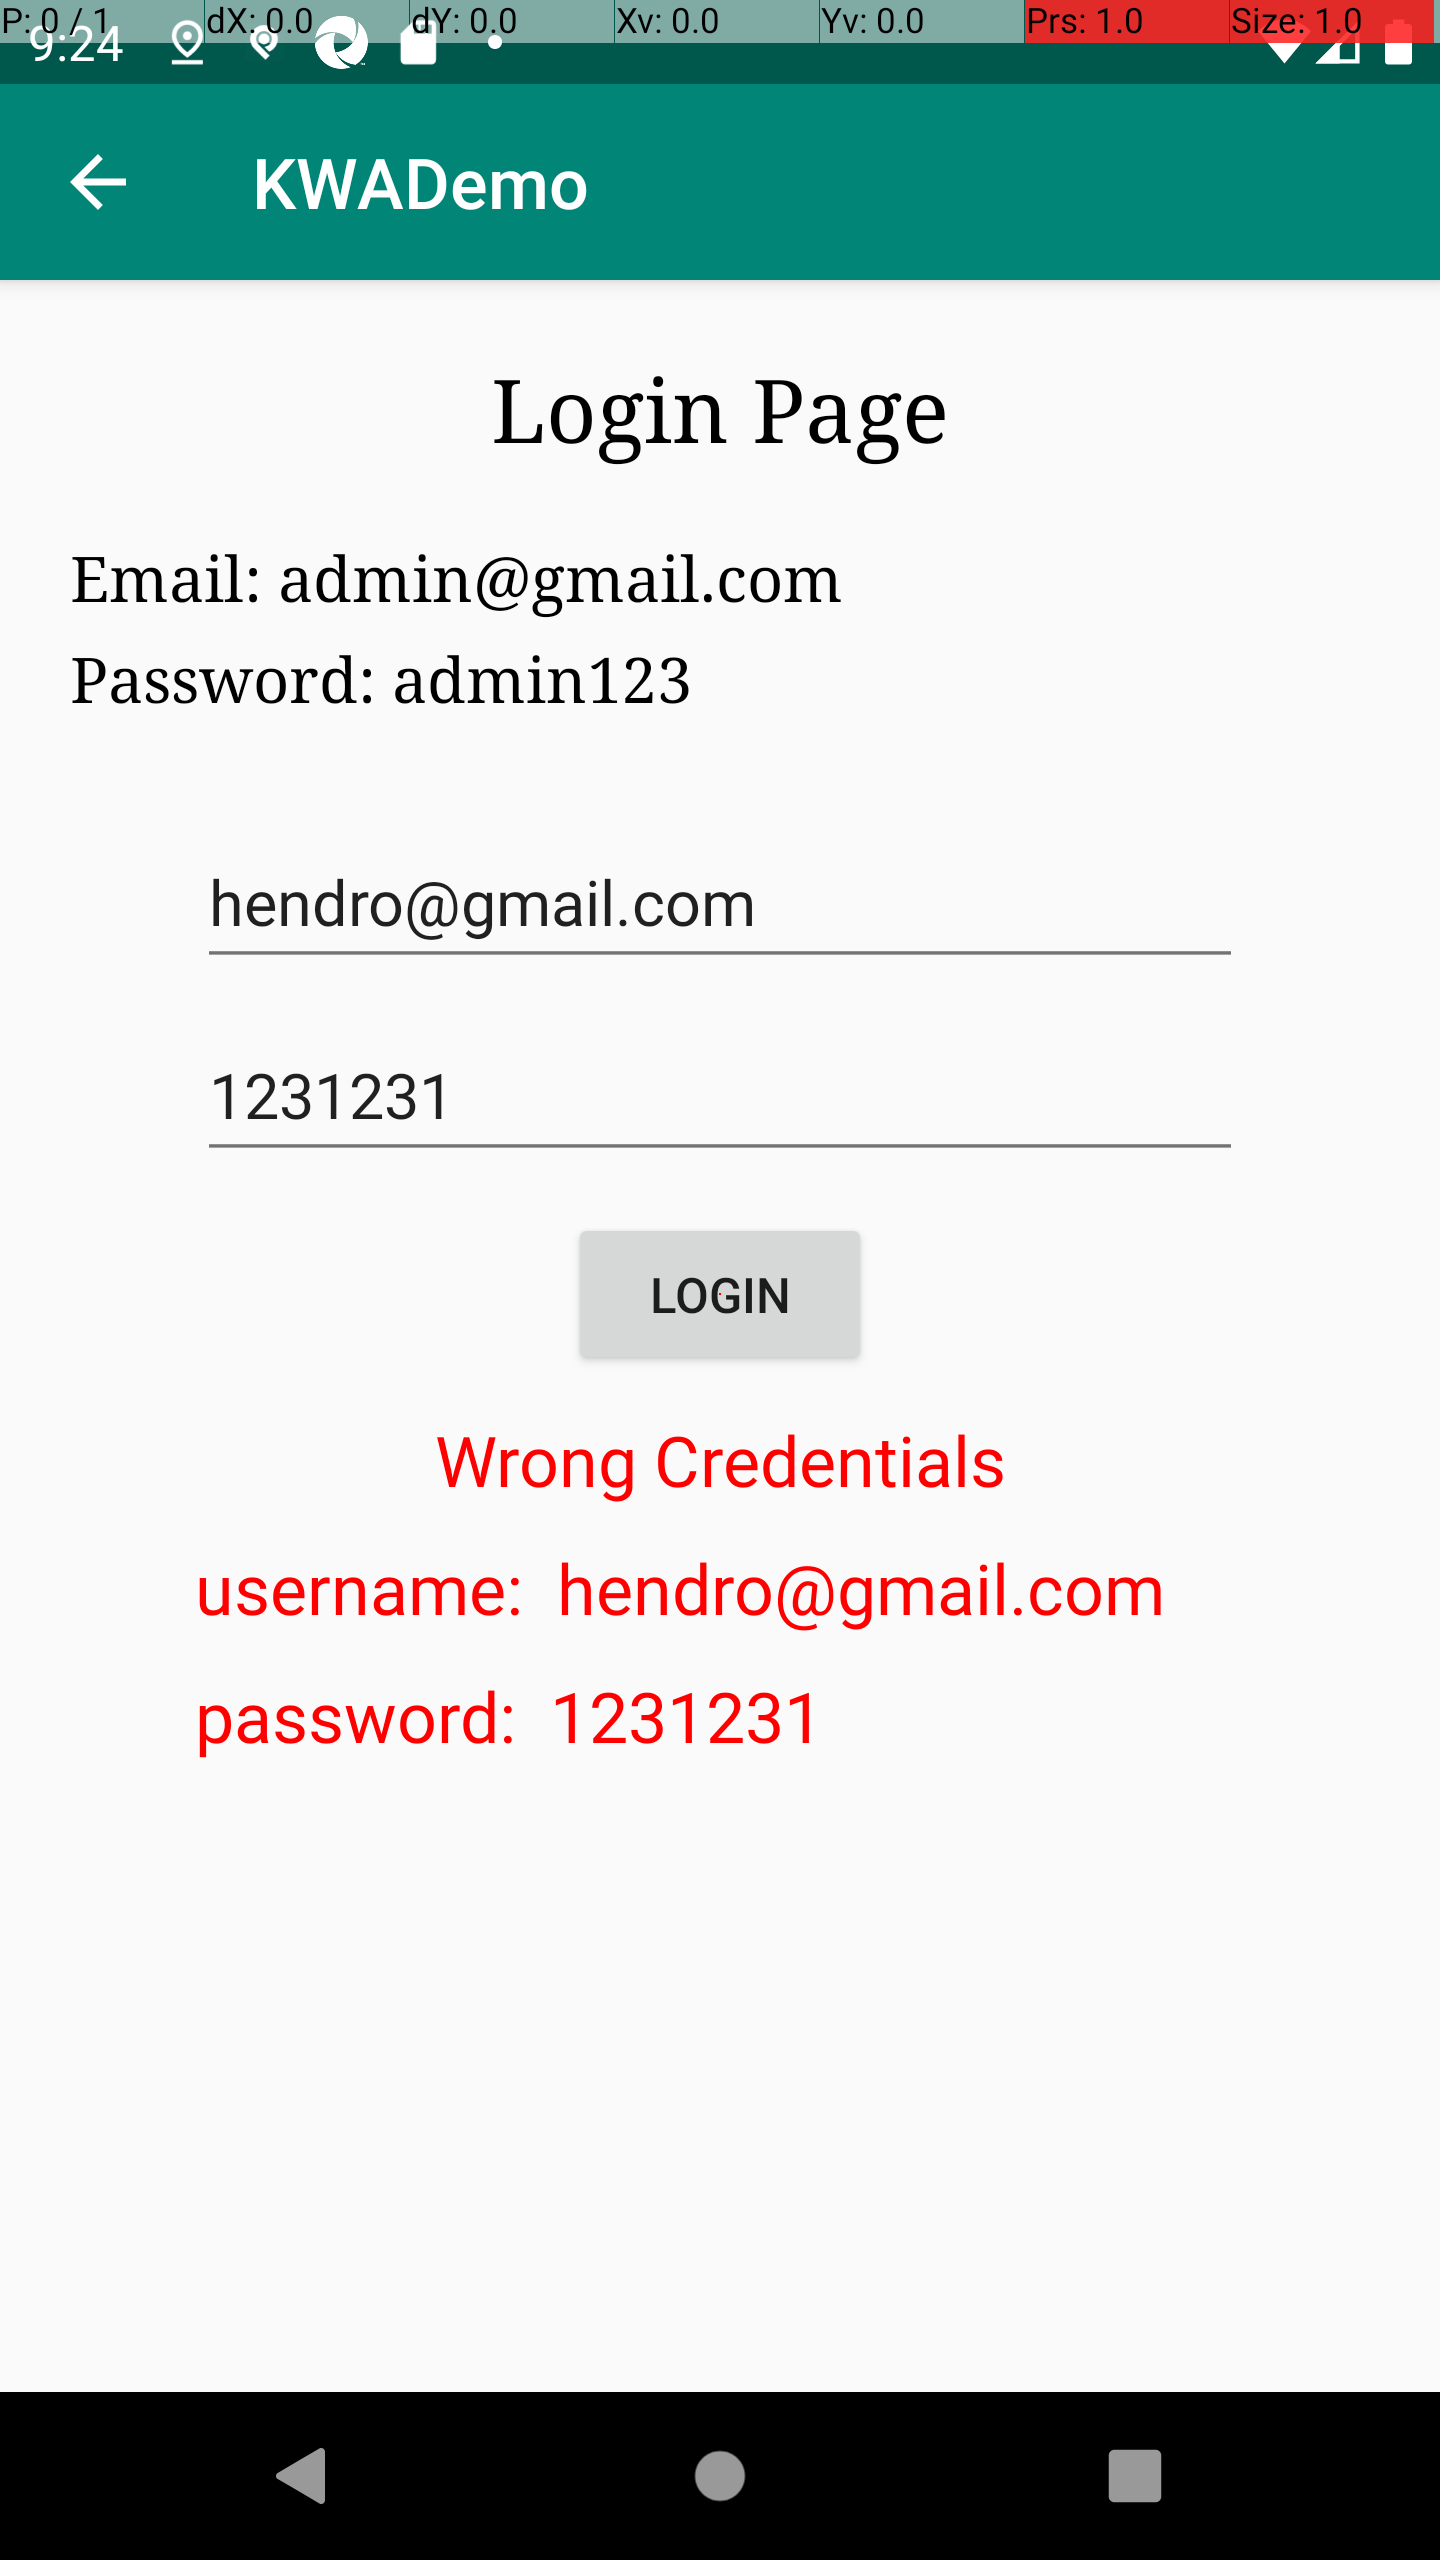 P: 0 / 1 dX: 0.0 dY: 0.0 Xv: 0.0 Yv: 0.0 Prs: 1.0 Size: 1.0
9:24
KWADemo
Login Page
Email: admin@gmail.com
Password: admin123
hendro@gmail.com
1231231
LOGIN
Wrong Credentials
username: hendro@gmail.com
password: 1231231